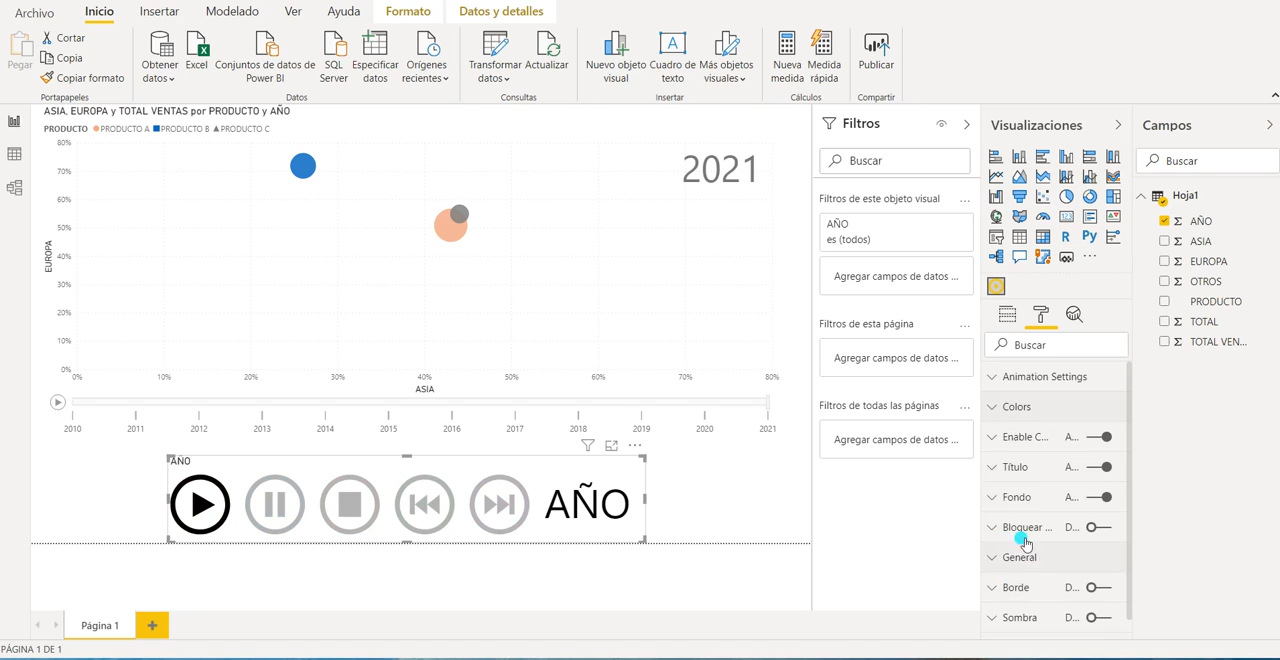 Archivo Inicio Insertar Modelado Ver Ayuda Formato Datos y detalles
Pegar
Cortar
Copia
Copiar formato
Portapapeles
Obtener datos
Excel
Conjuntos de datos de Power BI
SQL Server
Especificar datos
Orígenes recientes
Datos
Transformar datos
Actualizar
Consultas
Nuevo objeto visual
Cuadro de texto
Más objetos visuales
Insertar
Nueva medida
Medida rápida
Cálculos
Publicar
Compartir
ASIA, EUROPA y TOTAL VENTAS por PRODUCTO y AÑO
PRODUCTO PRODUCTO A PRODUCTO B PRODUCTO C
2021
80%
70%
60%
50%
40%
30%
20%
10%
0%
EUROPA
0% 10% 20% 30% 40% 50% 60% 70% 80%
ASIA
2010 2011 2012 2013 2014 2015 2016 2017 2018 2019 2020 2021
AÑO
AÑO
Filtros
Buscar
Filtros de este objeto visual ...
AÑO
es (todos)
Agregar campos de datos ...
Filtros de esta página ...
Agregar campos de datos ...
Filtros de todas las páginas ...
Agregar campos de datos ...
Visualizaciones
R Py
Buscar
Animation Settings
Colors
Enable C... A...
Título A...
Fondo A...
Bloquear ... D...
General
Borde D...
Sombra D...
Campos
Buscar
Hoja1
Σ AÑO
Σ ASIA
Σ EUROPA
Σ OTROS
PRODUCTO
Σ TOTAL
Σ TOTAL VEN...
Página 1
PÁGINA 1 DE 1